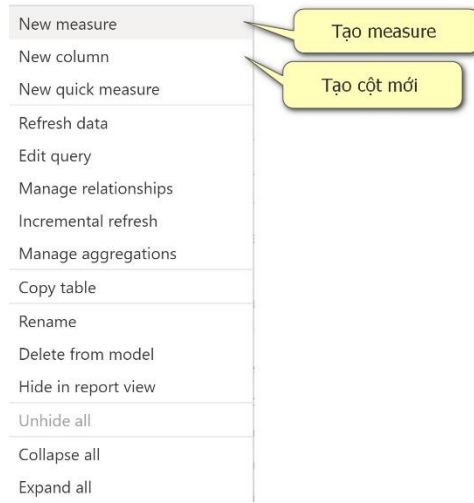 New measure
Tạo measure
New column
Tạo cột mới
New quick measure
Refresh data
Edit query
Manage relationships
Incremental refresh
Manage aggregations
Copy table
Rename
Delete from model
Hide in report view
Unhide all
Collapse all
Expand all